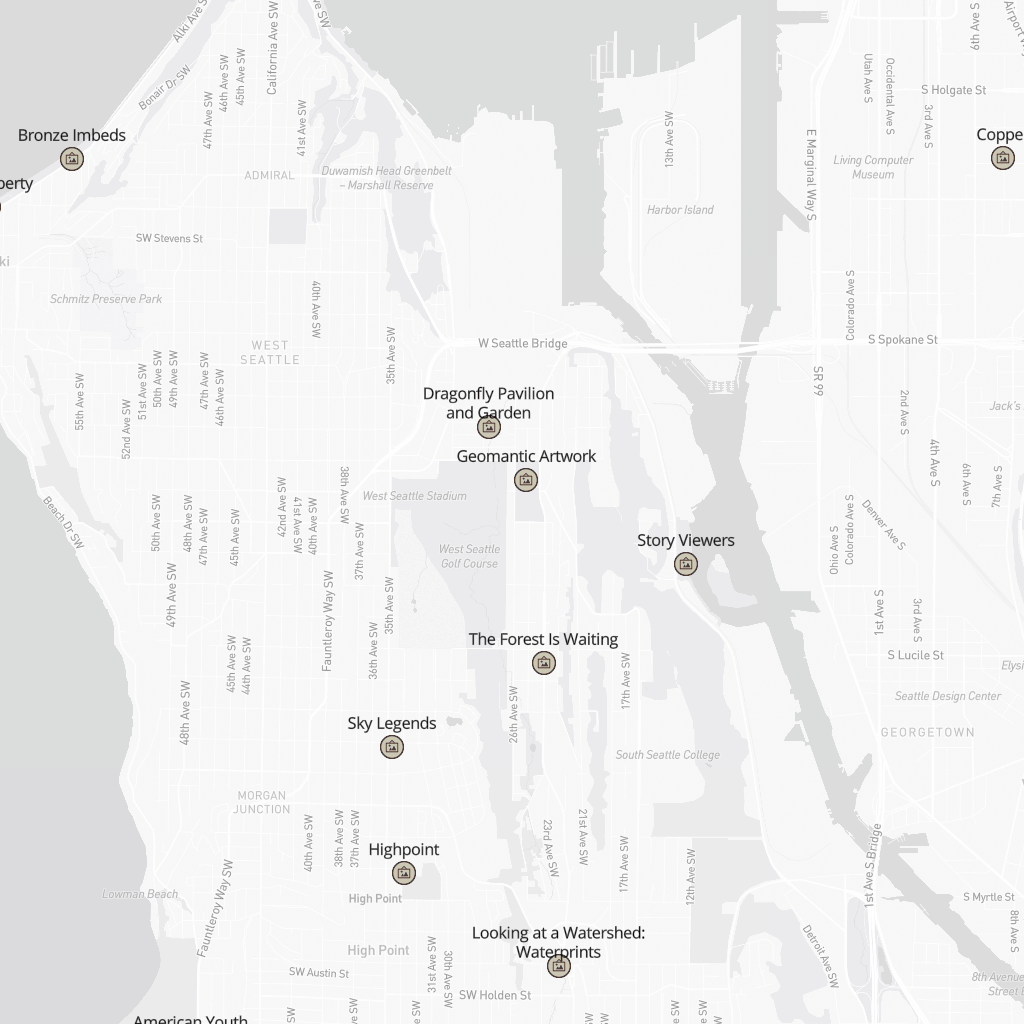 Alki Ave SW
Bonair Dr SW
47th Ave SW
46th Ave SW
45th Ave SW
California Ave SW
41st Ave SW
Ave SW
Bronze Imbeds
ADMIRAL
Duwamish Head Greenbelt
– Marshall Reserve
SW Stevens St
Schmitz Preserve Park
40th Ave SW
WEST
SEATTLE
35th Ave SW
W Seattle Bridge
13th Ave SW
Harbor Island
E Marginal Way S
Utah Ave S
Occidental Ave S
3rd Ave S
6th Ave S
Airport
S Holgate St
Living Computer
Museum
Coppe
Colorado Ave S
S Spokane St
SR 99
2nd Ave S
4th Ave S
6th Ave S
7th Ave S
Jack's
55th Ave SW
52nd Ave SW
51st Ave SW
50th Ave SW
49th Ave SW
47th Ave SW
46th Ave SW
Dragonfly Pavilion
and Garden
Geomantic Artwork
West Seattle Stadium
West Seattle
Golf Course
Beach Dr SW
50th Ave SW
48th Ave SW
47th Ave SW
45th Ave SW
42nd Ave SW
41st Ave SW
40th Ave SW
38th Ave SW
37th Ave SW
35th Ave SW
36th Ave SW
Fauntleroy Way SW
49th Ave SW
45th Ave SW
44th Ave SW
48th Ave SW
Story Viewers
Denver Ave S
Ohio Ave S
Colorado Ave S
1st Ave S
3rd Ave S
S Lucile St
Elysi
Seattle Design Center
GEORGETOWN
The Forest Is Waiting
17th Ave SW
26th Ave SW
South Seattle College
Sky Legends
MORGAN
JUNCTION
40th Ave SW
38th Ave SW
37th Ave SW
Highpoint
High Point
High Point
23rd Ave SW
21st Ave SW
17th Ave SW
12th Ave SW
1st Ave S Bridge
Lowman Beach
Fauntleroy Way SW
Looking at a Watershed:
Waterprints
SW Austin St
31st Ave SW
30th Ave SW
SW Holden St
Detroit Ave SW
S Myrtle St
8th Ave S
8th Avenue
Street
American Youth